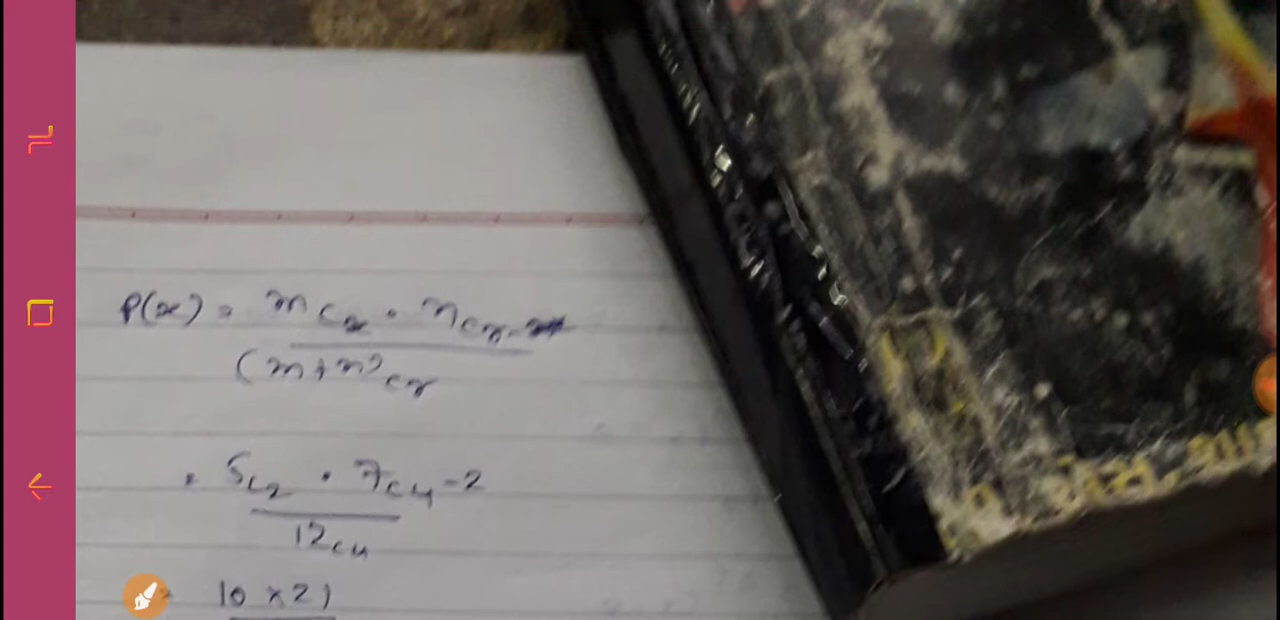 P(x) = mCx . nCr-x
(m+n)Cr
= 5C2 . 7C4-2
12C4
= 10 x 21